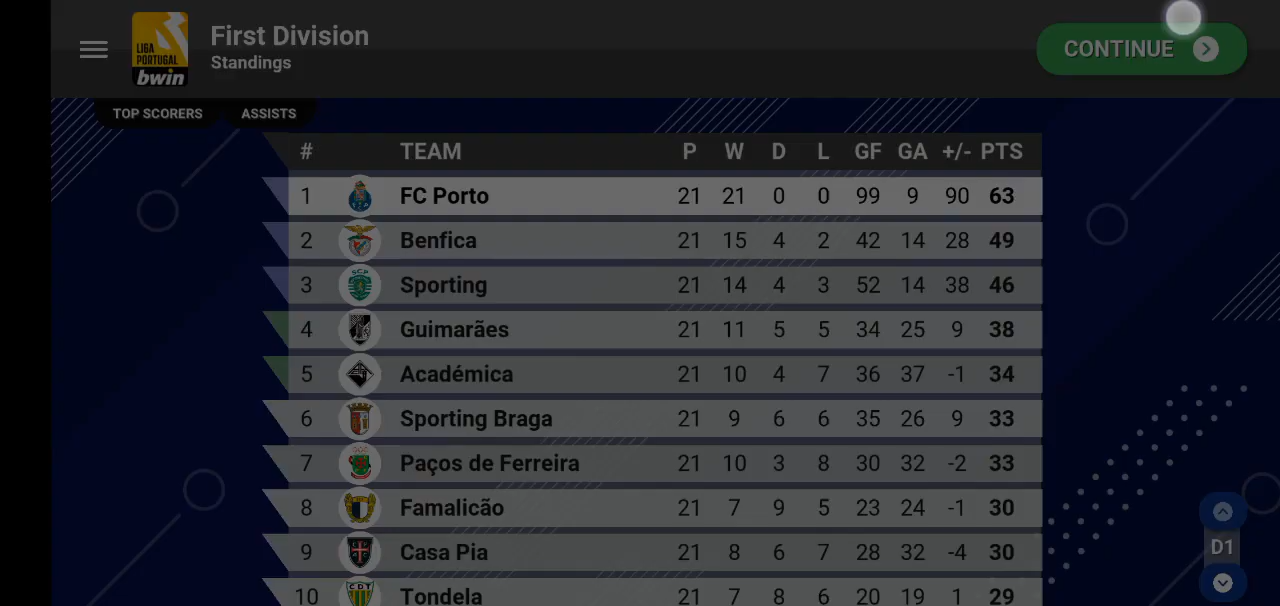 LIGA
PORTUGAL
bwin
First Division
Standings
CONTINUE
TOP SCORERS ASSISTS
# TEAM P W D L GF GA +/- PTS
1 FC Porto 21 21 0 0 99 9 90 63
2 Benfica 21 15 4 2 42 14 28 49
3 Sporting 21 14 4 3 52 14 38 46
4 Guimarães 21 11 5 5 34 25 9 38
5 Académica 21 10 4 7 36 37 -1 34
6 Sporting Braga 21 9 6 6 35 26 9 33
7 Paços de Ferreira 21 10 3 8 30 32 -2 33
8 Famalicão 21 7 9 5 23 24 -1 30
9 Casa Pia 21 8 6 7 28 32 -4 30
10 Tondela 21 7 8 6 20 19 1 29
D1